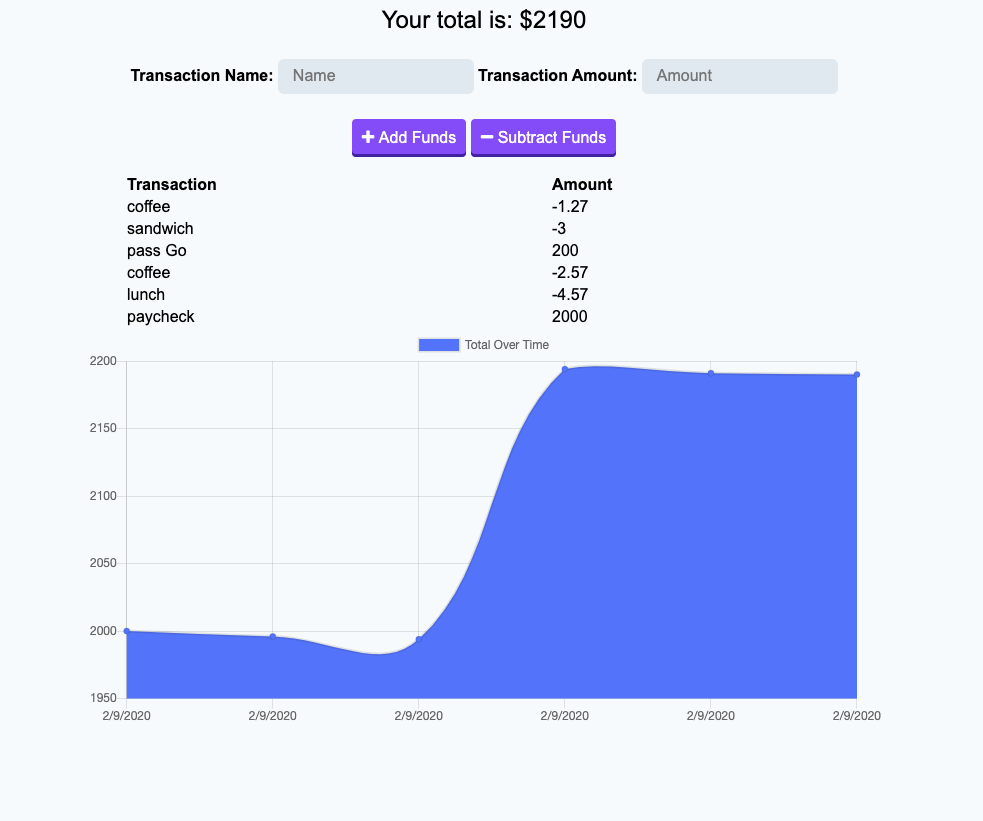 Your total is: $2190
Transaction Name: Name Transaction Amount: Amount
Add Funds Subtract Funds
Transaction Amount
coffee -1.27
sandwich -3
pass Go 200
coffee -2.57
lunch -4.57
paycheck 2000
Total Over Time
2200
2150
2100
2050
2000
1950
2/9/2020 2/9/2020 2/9/2020 2/9/2020 2/9/2020 2/9/2020